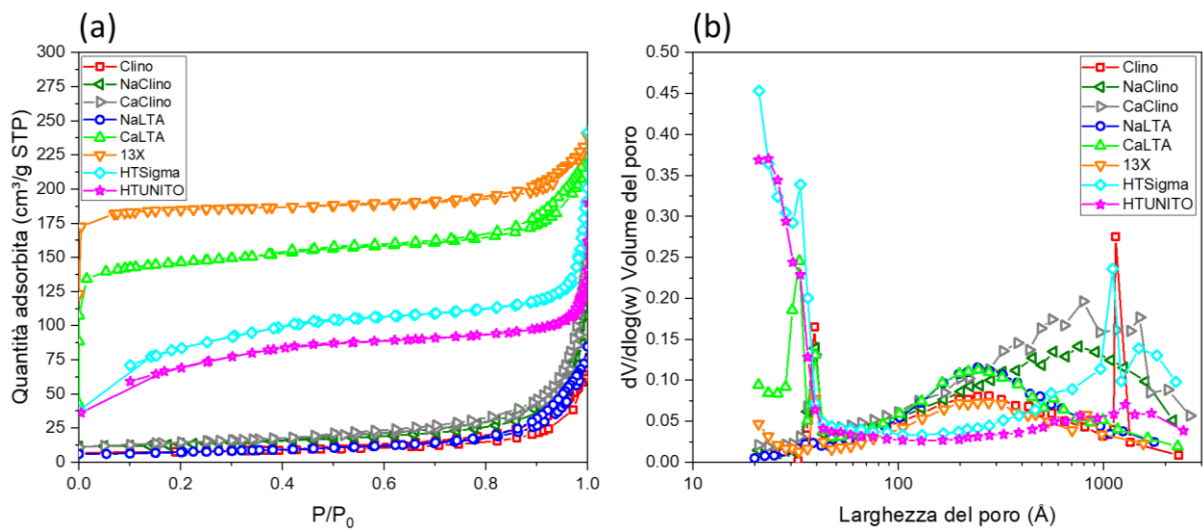 (a)
300
275
250
225
200
175
150
125
100
75
50
25
0
Quantità adsorbita (cm³/g STP)
Clino
NaClino
CaClino
NaLTA
CaLTA
13X
HTSigma
HTUNITO
0.0 0.2 0.4 0.6 0.8 1.0
P/P₀
(b)
0.50
0.45
0.40
0.35
0.30
0.25
0.20
0.15
0.10
0.05
0.00
dV/dlog(w) Volume del poro
Clino
NaClino
CaClino
NaLTA
CaLTA
13X
HTSigma
HTUNITO
10 100 1000
Larghezza del poro (Å)